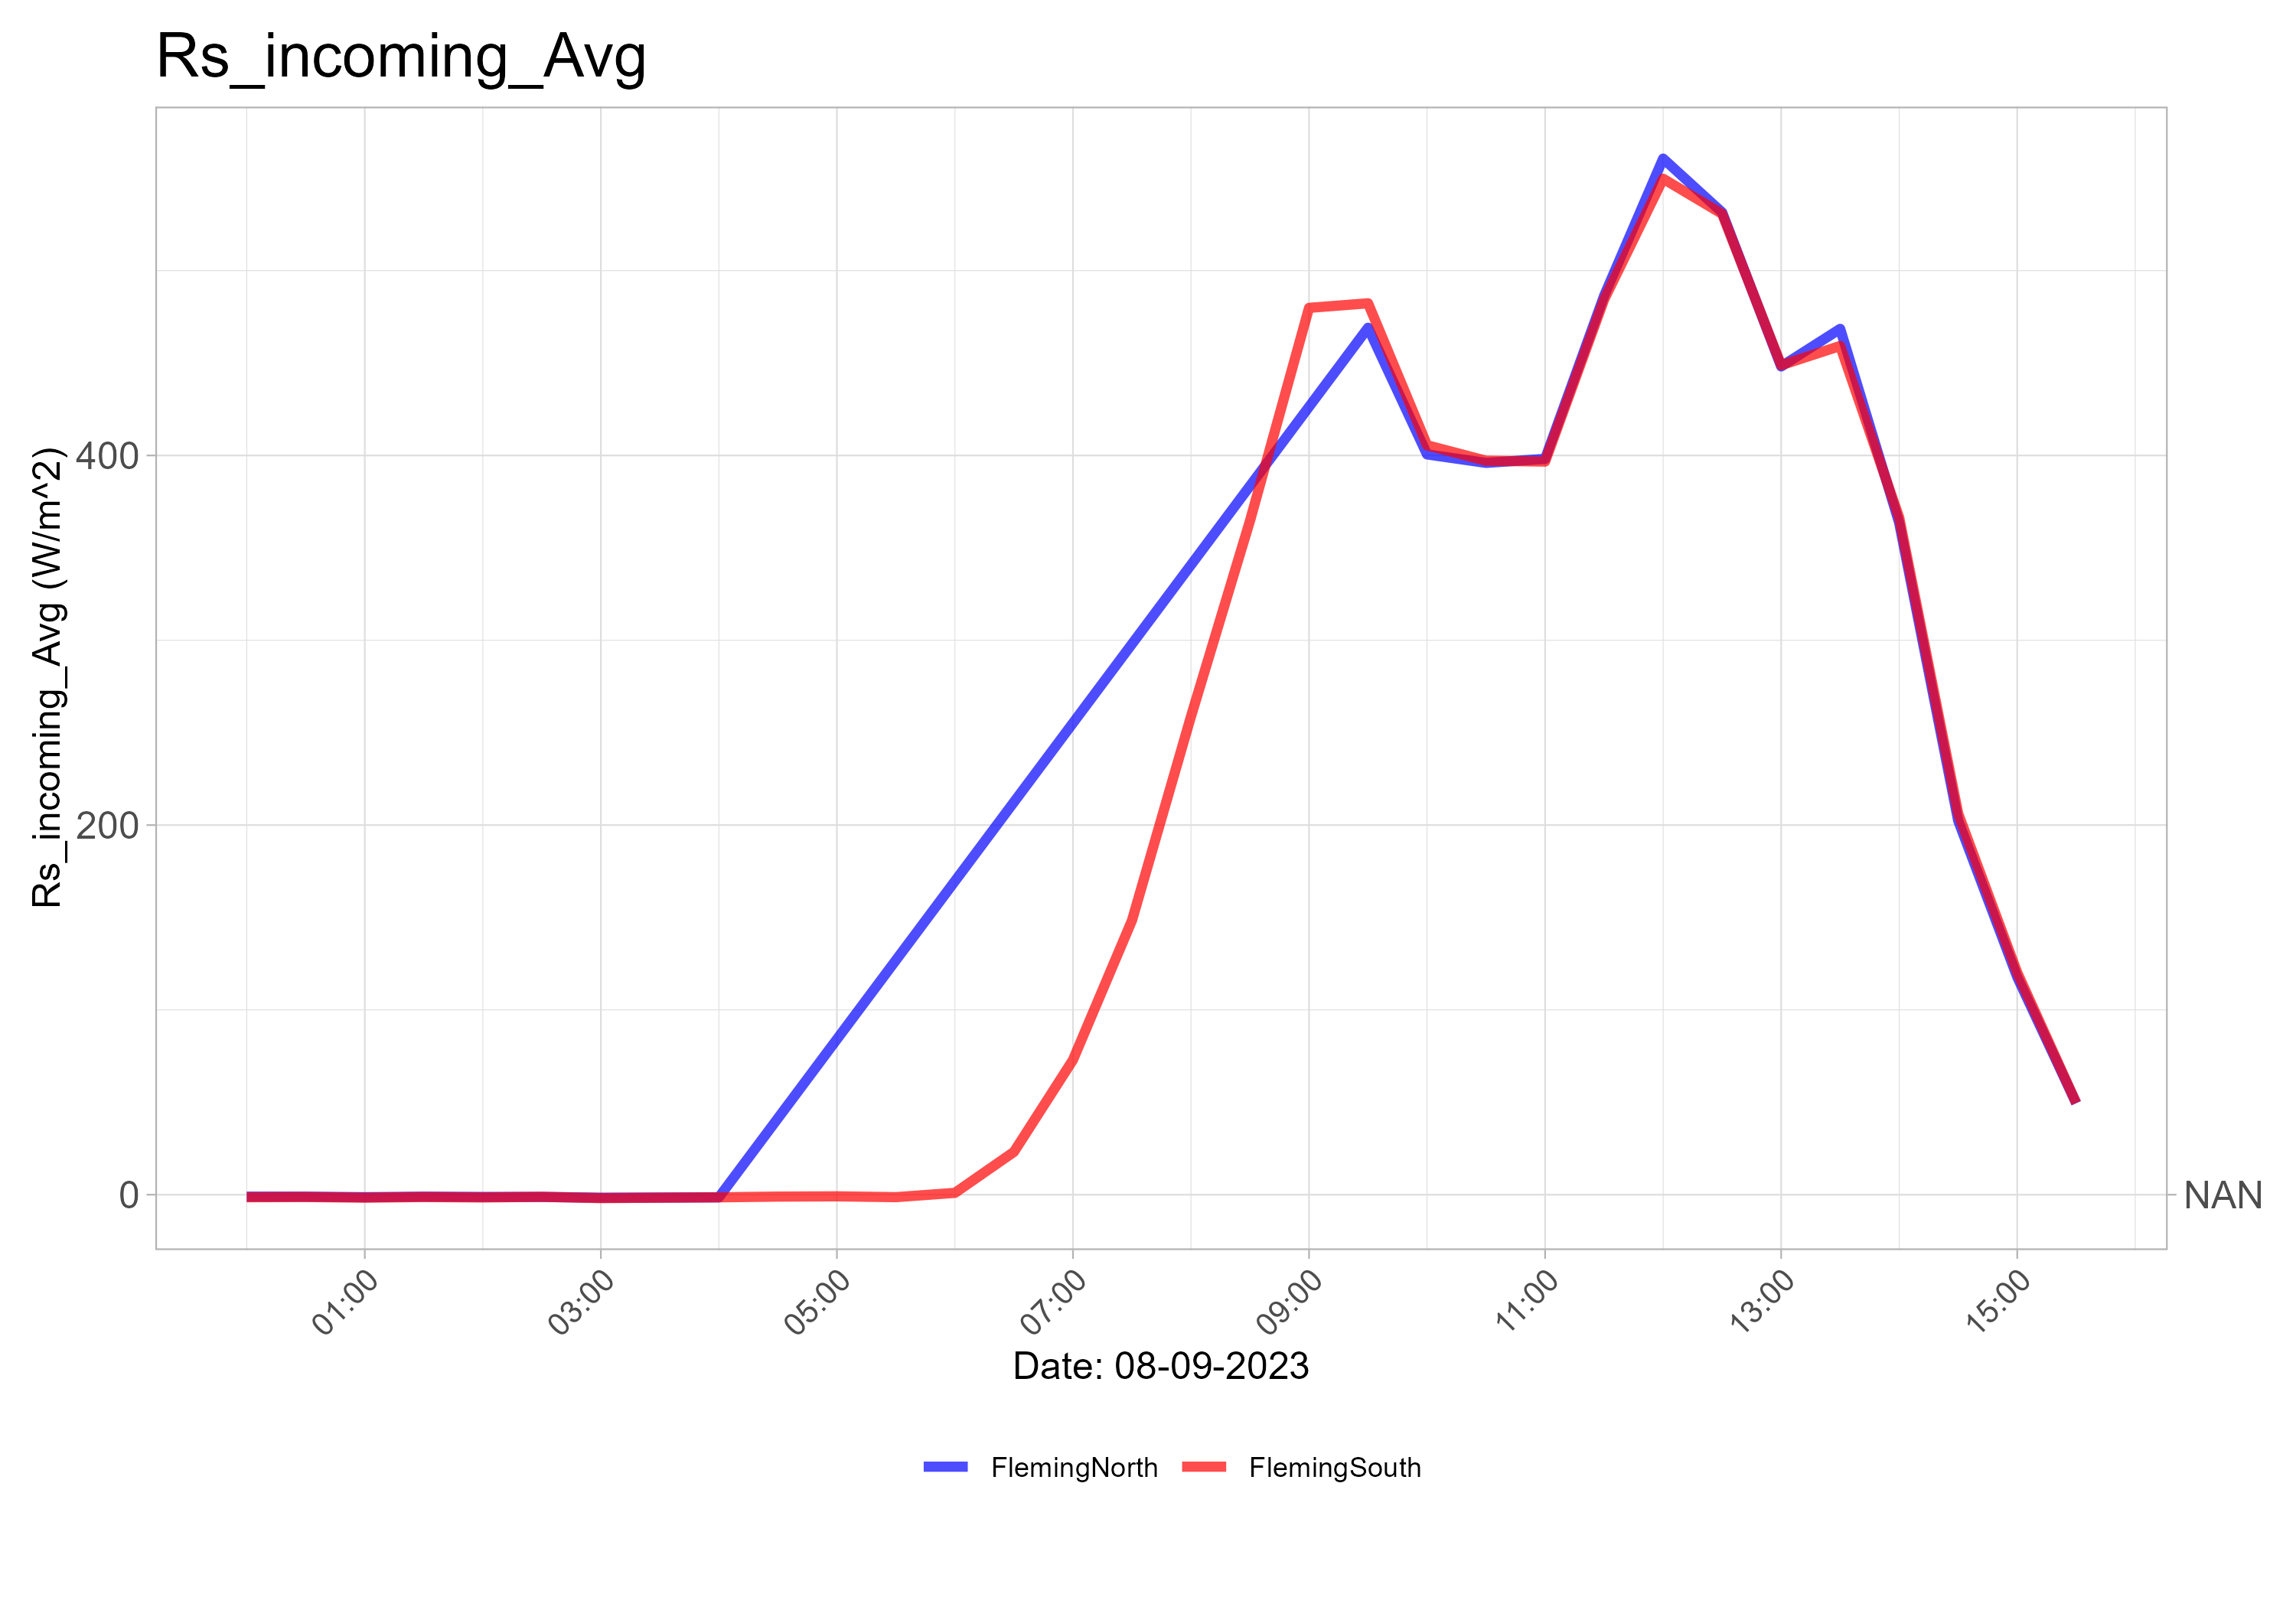 Rs_incoming_Avg
Rs_incoming_Avg (W/m^2)
400
200
0
NAN
01:00 03:00 05:00 07:00 09:00 11:00 13:00 15:00
Date: 08-09-2023
FlemingNorth FlemingSouth